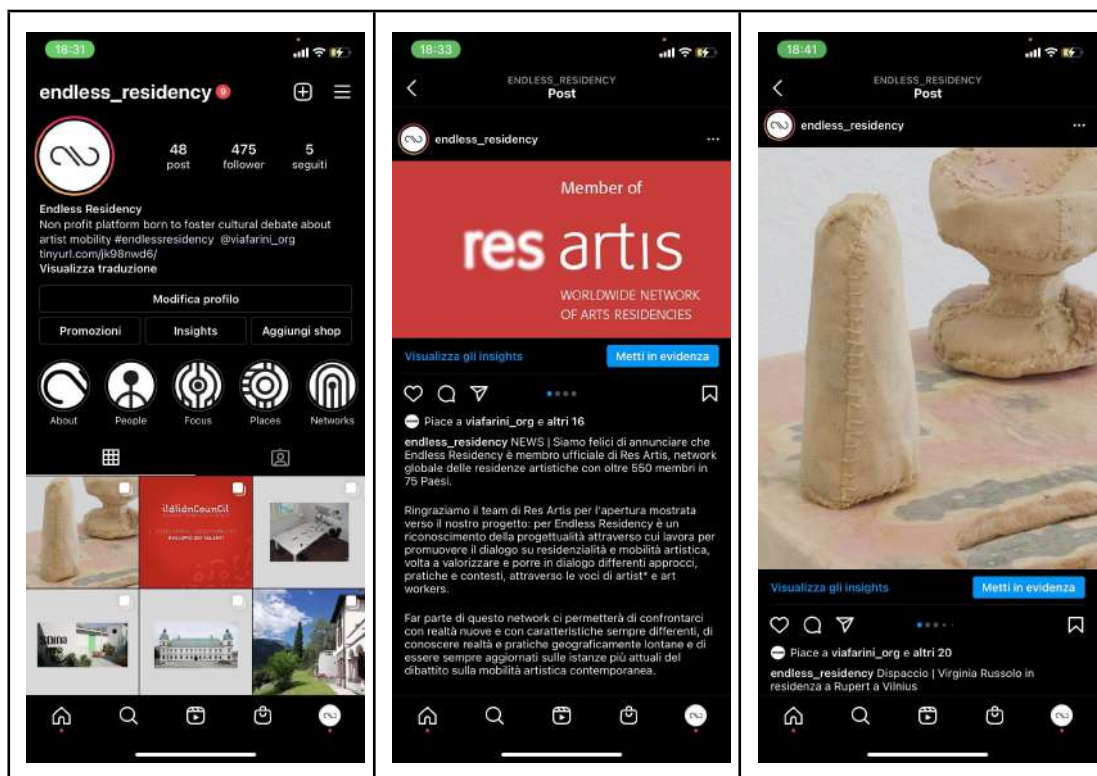 18:31
endless_residency 9
48 475 5
post follower seguiti
Endless Residency
Non profit platform born to foster cultural debate about
artist mobility #endlessresidency @viafarini_org
tinyurl.com/jk98nwd6/
Visualizza traduzione
Modifica profilo
Promozioni Insights Aggiungi shop
About People Focus Places Networks
ildlidnCounCil
SVILUPPO DEI TALENTI
soma
18:33
ENDLESS_RESIDENCY
Post
endless_residency
Member of
res artis
WORLDWIDE NETWORK
OF ARTS RESIDENCIES
Visualizza gli insights Metti in evidenza
Piace a viafarini_org e altri 16
endless_residency NEWS | Siamo felici di annunciare che
Endless Residency è membro ufficiale di Res Artis, network
globale delle residenze artistiche con oltre 550 membri in
75 Paesi.
Ringraziamo il team di Res Artis per l'apertura mostrata
verso il nostro progetto: per Endless Residency è un
riconoscimento della progettualità attraverso cui lavora per
promuovere il dialogo su residenzialità e mobilità artistica,
volta a valorizzare e porre in dialogo differenti approcci,
pratiche e contesti, attraverso le voci di artist* e art
workers.
Far parte di questo network ci permetterà di confrontarci
con realtà nuove e con caratteristiche sempre differenti, di
conoscere realtà e pratiche geograficamente lontane e di
essere sempre aggiornati sulle istanze più attuali del
dibattito sulla mobilità artistica contemporanea.
18:41
ENDLESS_RESIDENCY
Post
endless_residency
Visualizza gli insights Metti in evidenza
Piace a viafarini_org e altri 20
endless_residency Dispaccio | Virginia Russolo in
residenza a Rupert a Vilnius